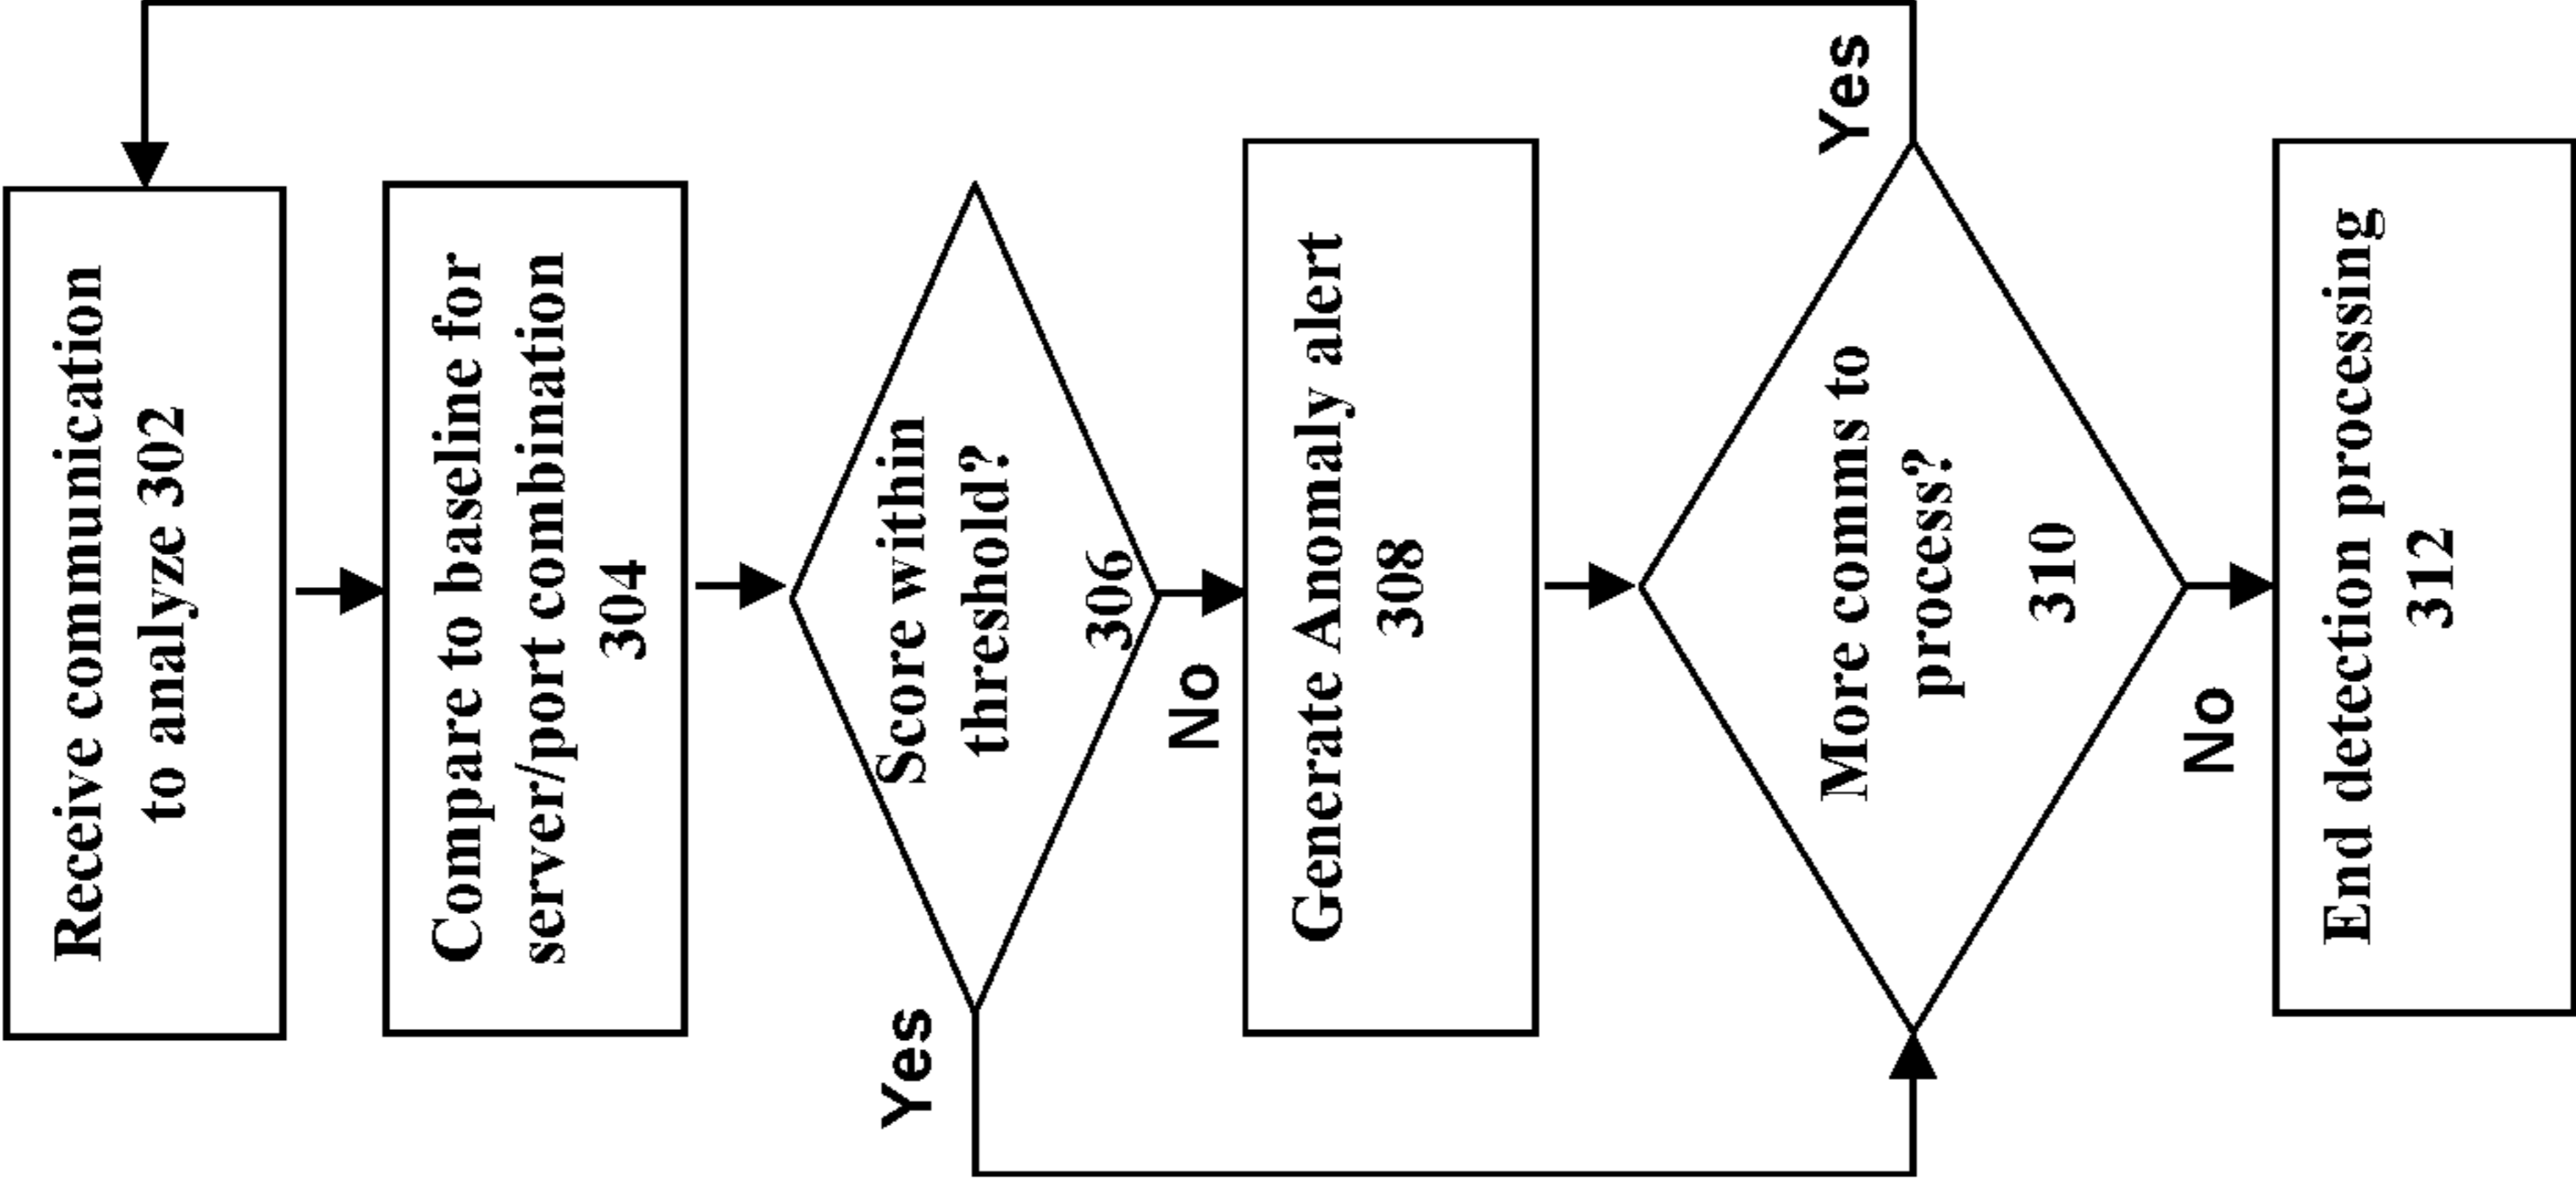 Receive communication
to analyze 302
Compare to baseline for
server/port combination
304
Score within
threshold?
306
Yes
No
Generate Anomaly alert
308
More comms to
process?
310
Yes
No
End detection processing
312